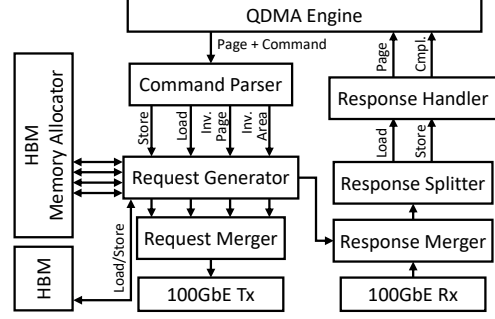 QDMA Engine
Page + Command
Page
Cmpl.
Command Parser
Response Handler
Store
Load
Inv.
Page
Inv.
Area
Load
Store
HBM
Memory Allocator
Request Generator
Response Splitter
Request Merger
Response Merger
HBM
Load/Store
100GbE Tx
100GbE Rx